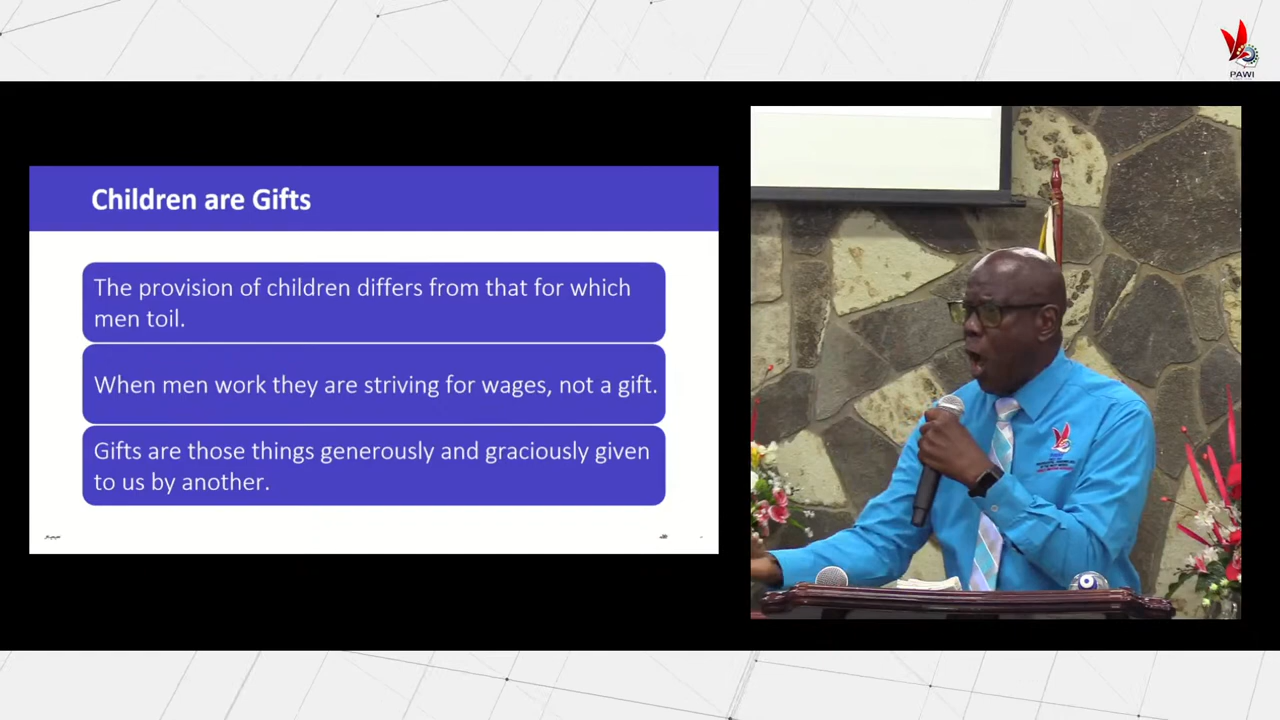 PAWI
Children are Gifts
The provision of children differs from that for which
men toil.
When men work they are striving for wages, not a gift.
Gifts are those things generously and graciously given
to us by another.